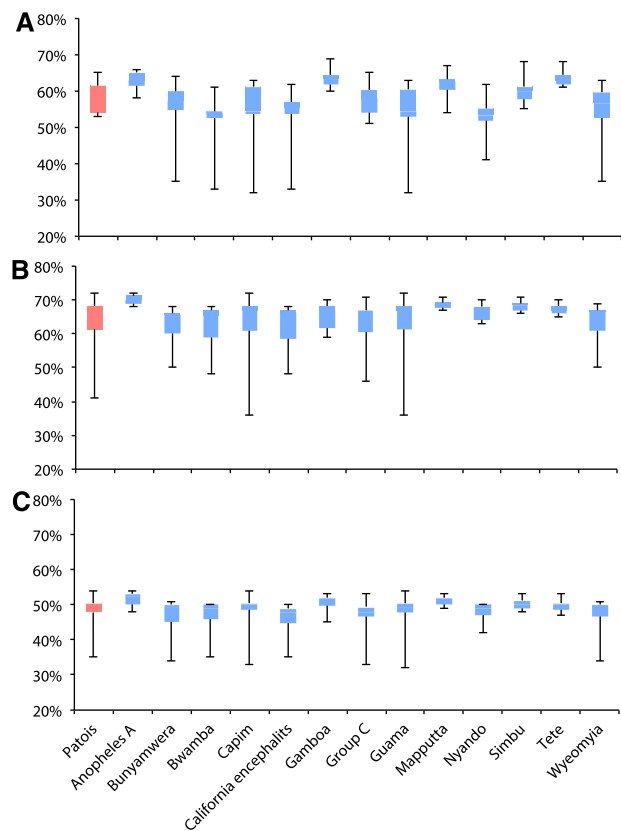 A
80%
70%
60%
50%
40%
30%
20%
B
80%
70%
60%
50%
40%
30%
20%
C
80%
70%
60%
50%
40%
30%
20%
Patois
Anopheles A
Bunyamwera
Bwamba
Capim
California encephalits
Gamboa
Group C
Guama
Mapputta
Nyando
Simbu
Tete
Wyeomyia